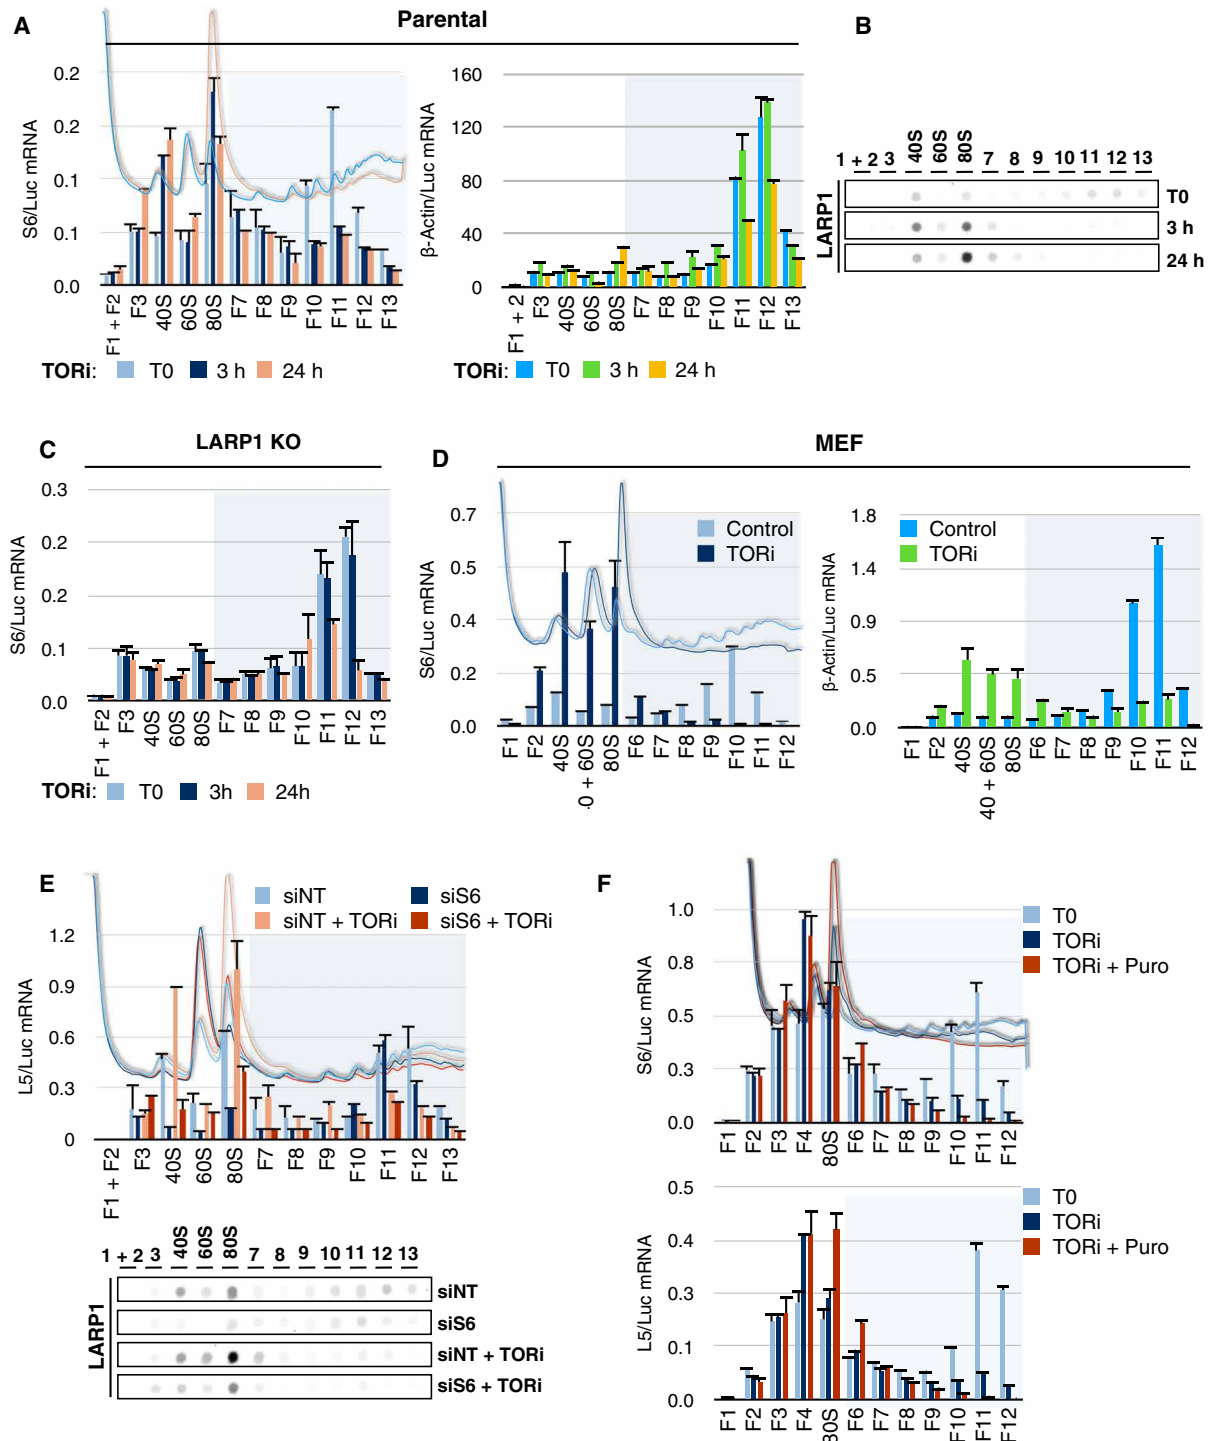 A
Parental
S6/Luc mRNA
0.2
0.2
0.1
0.1
0.0
F1 + F2
F3
40S
60S
80S
F7
F8
F9
F10
F11
F12
F13
TORi: T0 3 h 24 h
β-Actin/Luc mRNA
160
120
80
40
0
1 + 2
F3
40S
60S
80S
F7
F8
F9
F10
F11
F12
F13
TORi: T0 3 h 24 h
B
1 + 2 3 40S 60S 80S 7 8 9 10 11 12 13
LARP1
T0
3 h
24 h
C
LARP1 KO
S6/Luc mRNA
0.3
0.2
0.2
0.1
0.0
F1 + F2
F3
40S
60S
80S
F7
F8
F9
F10
F11
F12
F13
TORi: T0 3h 24h
D
MEF
S6/Luc mRNA
0.7
0.5
0.4
0.2
0.0
Control
TORi
F1
F2
40S
0 + 60S
80S
F6
F7
F8
F9
F10
F11
F12
β-Actin/Luc mRNA
1.8
1.4
0.9
0.5
0.0
Control
TORi
F1
F2
40S
40 + 60S
80S
F6
F7
F8
F9
F10
F11
F12
E
siNT siS6
siNT + TORi siS6 + TORi
L5/Luc mRNA
1.2
0.9
0.6
0.3
0
F1 + F2
F3
40S
60S
80S
F7
F8
F9
F10
F11
F12
F13
1 + 2 3 40S 60S 80S 7 8 9 10 11 12 13
LARP1
siNT
siS6
siNT + TORi
siS6 + TORi
F
S6/Luc mRNA
1.0
0.8
0.5
0.3
0.0
T0
TORi
TORi + Puro
F1
F2
F3
F4
80S
F6
F7
F8
F9
F10
F11
F12
L5/Luc mRNA
0.5
0.4
0.3
0.1
0.0
T0
TORi
TORi + Puro
F1
F2
F3
F4
80S
F6
F7
F8
F9
F10
F11
F12